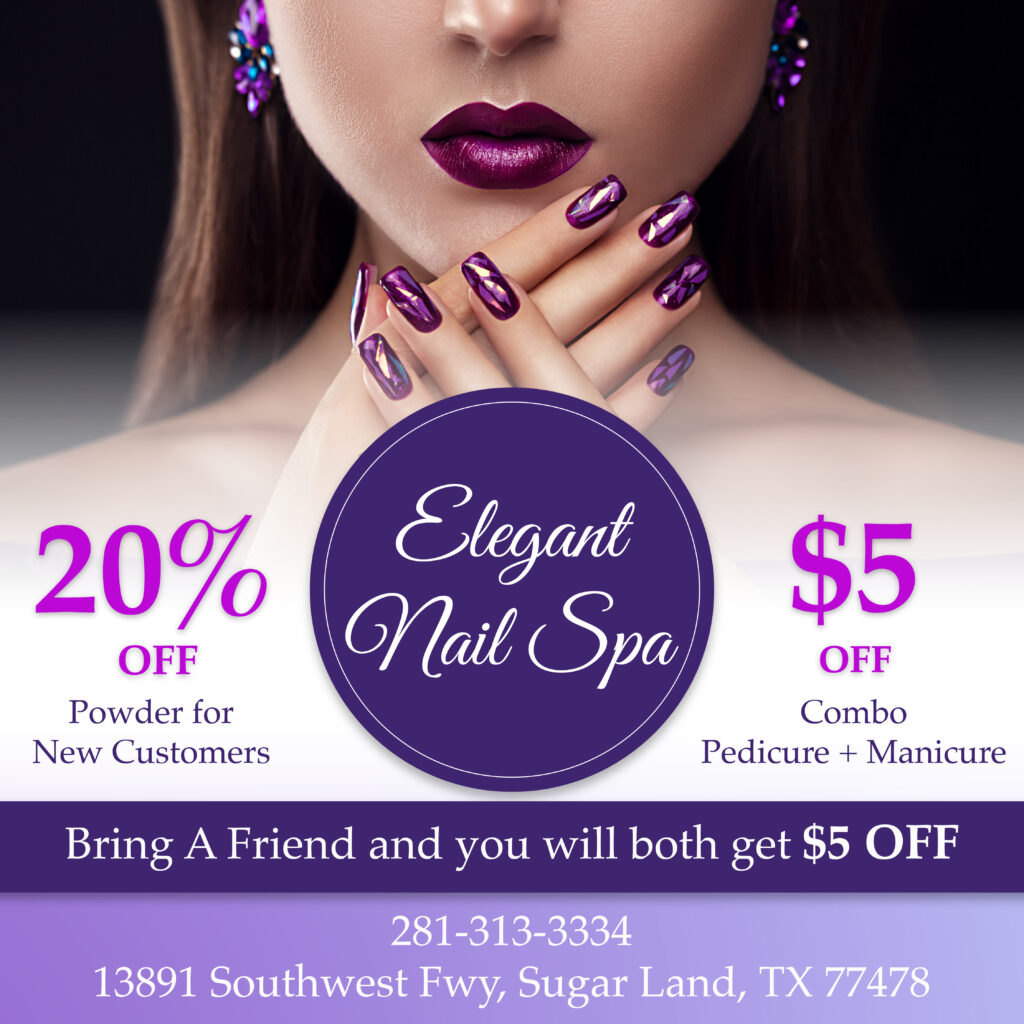 Elegant
Nail Spa
20%
OFF
Powder for
New Customers
$5
OFF
Combo
Pedicure + Manicure
Bring A Friend and you will both get $5 OFF
281-313-3334
13891 Southwest Fwy, Sugar Land, TX 77478